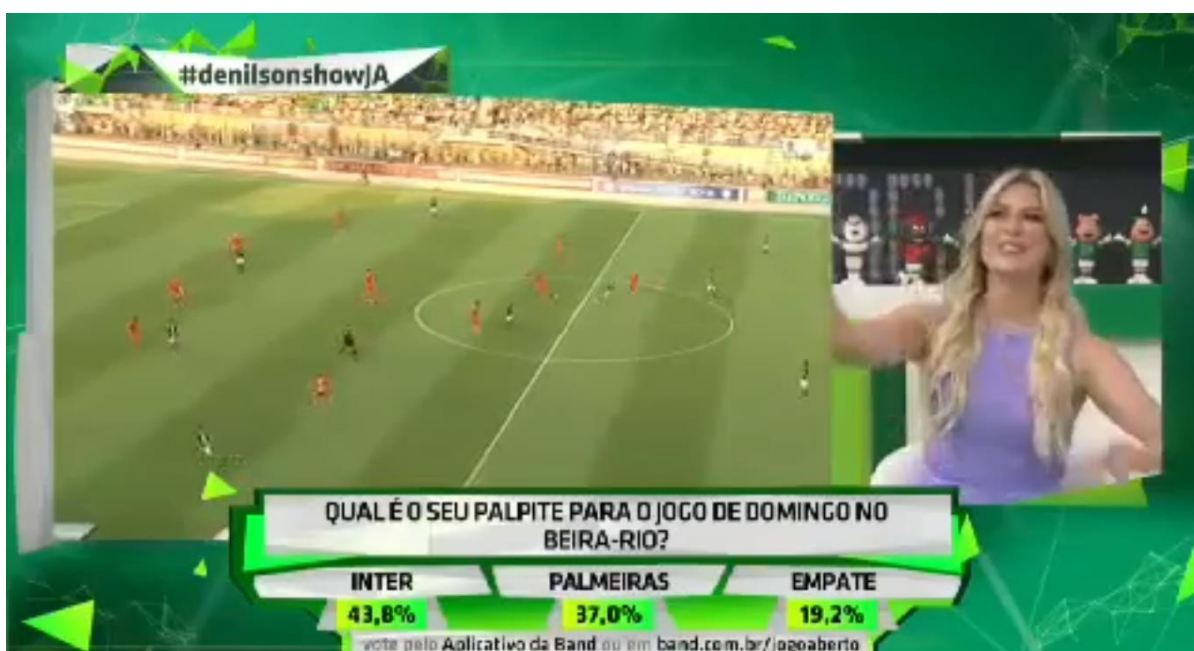 #denilsonshowJA
QUAL É O SEU PALPITE PARA O JOGO DE DOMINGO NO
BEIRA-RIO?
INTER PALMEIRAS EMPATE
43,8% 37,0% 19,2%
vote pelo Aplicativo da Band ou em band.com.br/jogoaberto